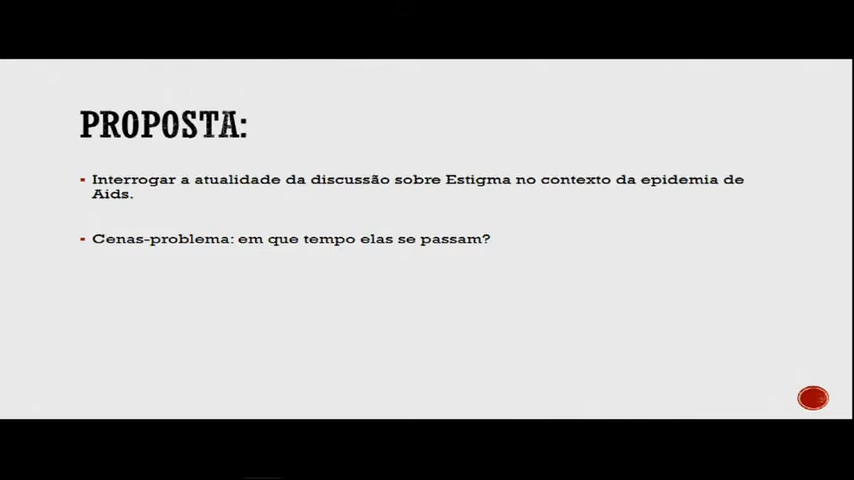 PROPOSTA:
Interrogar a atualidade da discussão sobre Estigma no contexto da epidemia de
Aids.
Cenas-problema: em que tempo elas se passam?